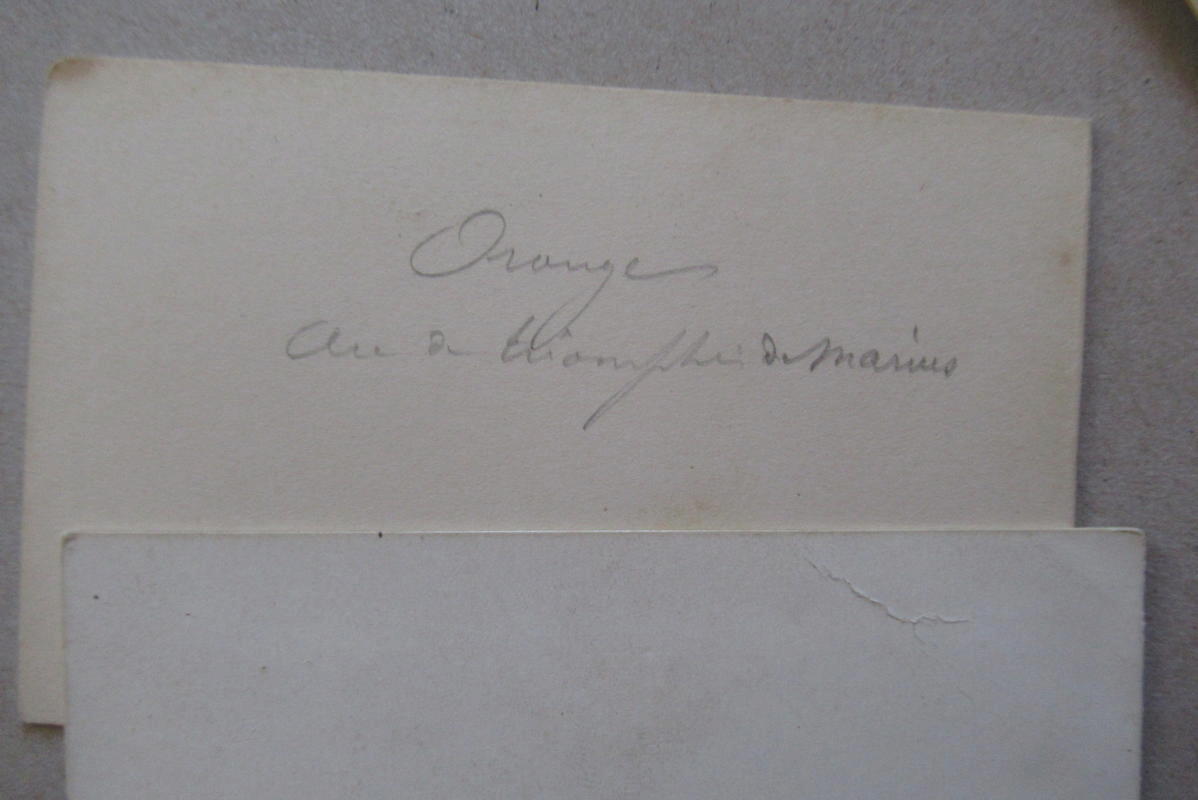 Orange
Arc de triomphe de Marius